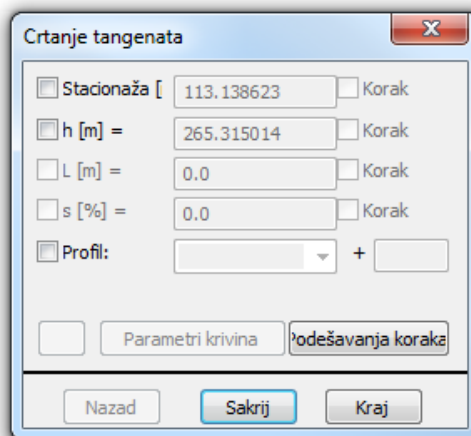 Crtanje tangenata
Stacionaža [ 113.138623 Korak
h [m] = 265.315014 Korak
L [m] = 0.0 Korak
s [%] = 0.0 Korak
Profil: +
Parametri krivina Podešavanja koraka
Nazad Sakrij Kraj